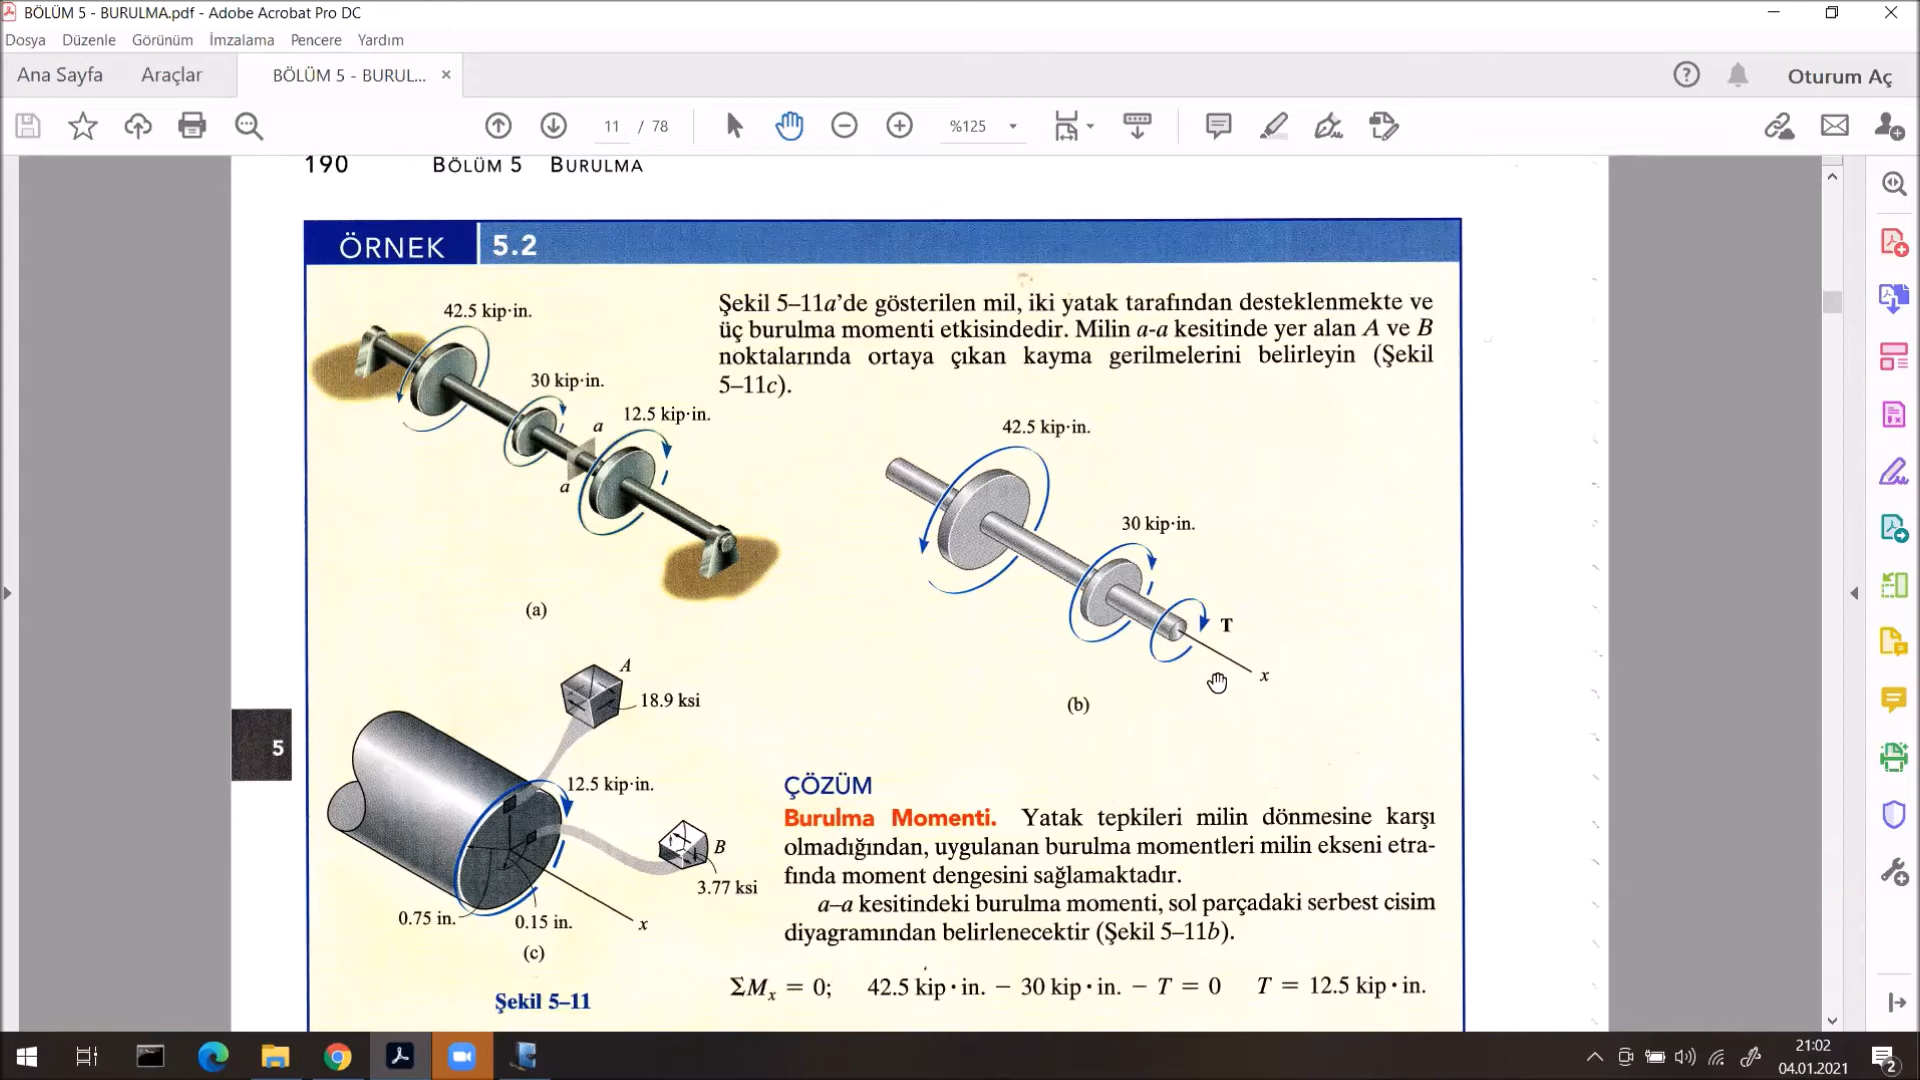 BÖLÜM 5 - BURULMA.pdf - Adobe Acrobat Pro DC
Dosya Düzenle Görünüm İmzalama Pencere Yardım
Ana Sayfa Araçlar BÖLÜM 5 - BURUL... × Oturum Aç
11 / 78 %125
190 BÖLÜM 5 BURULMA
ÖRNEK 5.2
42.5 kip·in.
30 kip·in.
12.5 kip·in.
a
a
(a)
Şekil 5–11a'de gösterilen mil, iki yatak tarafından desteklenmekte ve
üç burulma momenti etkisindedir. Milin a-a kesitinde yer alan A ve B
noktalarında ortaya çıkan kayma gerilmelerini belirleyin (Şekil
5–11c).
42.5 kip·in.
30 kip·in.
T
x
(b)
A
18.9 ksi
12.5 kip·in.
B
3.77 ksi
0.75 in.
0.15 in.
x
(c)
Şekil 5–11
5
ÇÖZÜM
Burulma Momenti. Yatak tepkileri milin dönmesine karşı
olmadığından, uygulanan burulma momentleri milin ekseni etra-
fında moment dengesini sağlamaktadır.
a–a kesitindeki burulma momenti, sol parçadaki serbest cisim
diyagramından belirlenecektir (Şekil 5–11b).
ΣMx = 0; 42.5 kip · in. − 30 kip · in. − T = 0 T = 12.5 kip · in.
21:02
04.01.2021
2